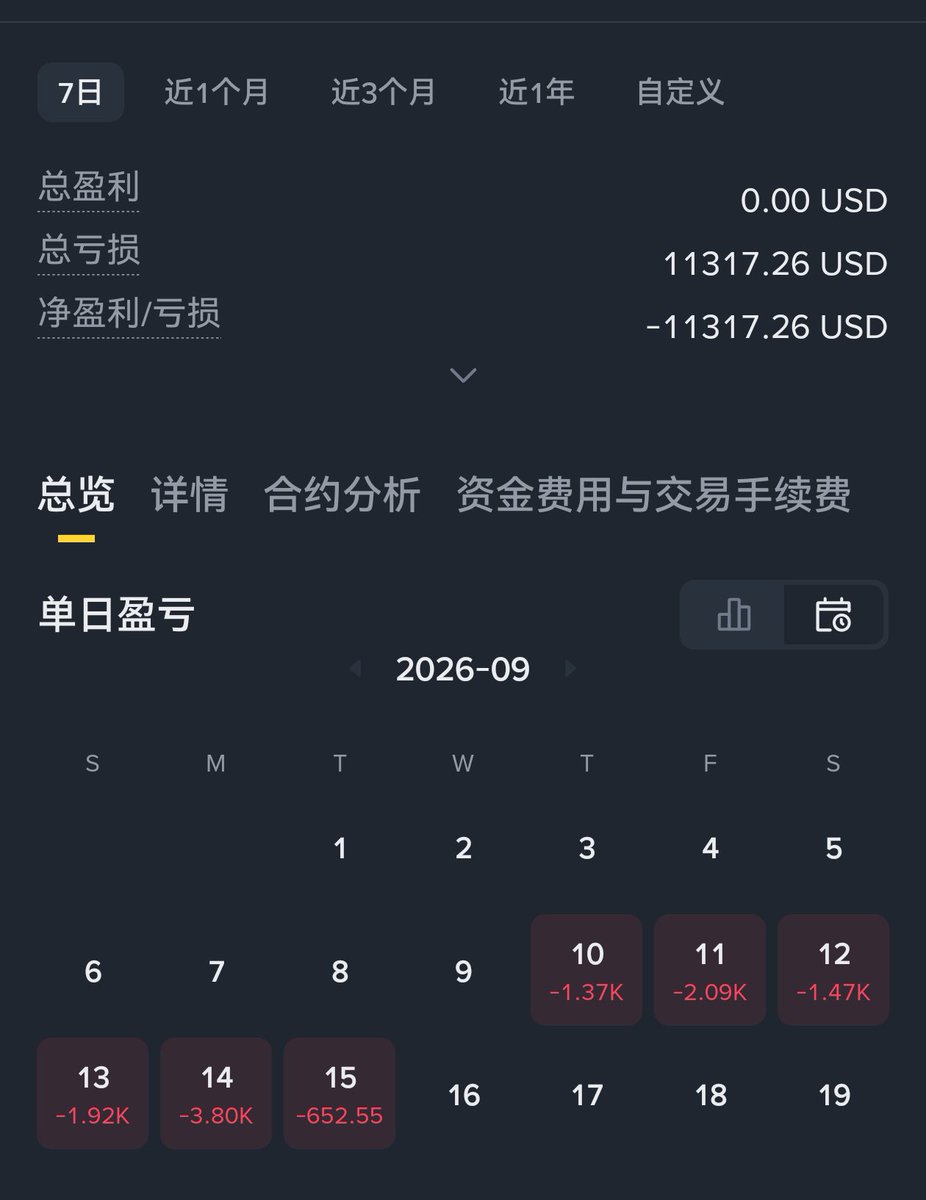 7日 近1个月 近3个月 近1年 自定义
总盈利 0.00 USD
总亏损 11317.26 USD
净盈利/亏损 -11317.26 USD
总览 详情 合约分析 资金费用与交易手续费
单日盈亏
2026-09
S M T W T F S
1 2 3 4 5
6 7 8 9 10 11 12
-1.37K -2.09K -1.47K
13 14 15 16 17 18 19
-1.92K -3.80K -652.55